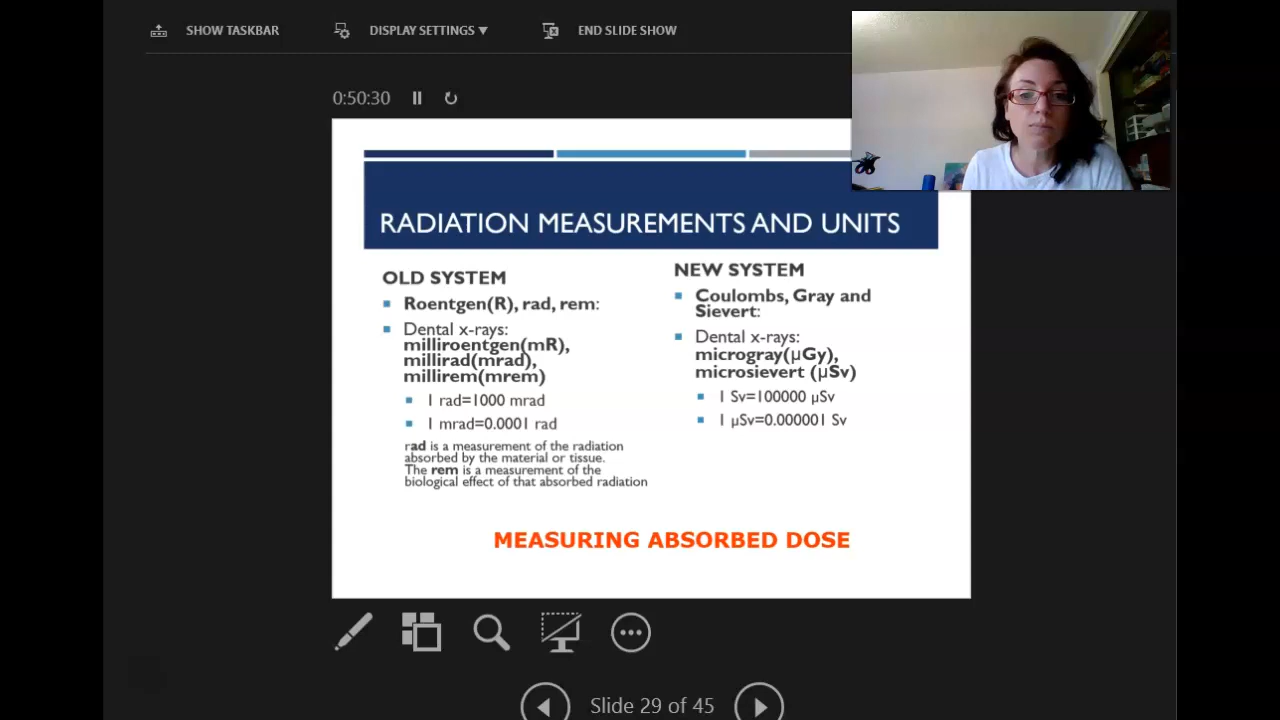 SHOW TASKBAR
DISPLAY SETTINGS ▼
END SLIDE SHOW
0:50:30
RADIATION MEASUREMENTS AND UNITS
OLD SYSTEM
Roentgen(R), rad, rem:
Dental x-rays:
milliroentgen(mR),
millirad(mrad),
millirem(mrem)
1 rad=1000 mrad
1 mrad=0.0001 rad
rad is a measurement of the radiation
absorbed by the material or tissue.
The rem is a measurement of the
biological effect of that absorbed radiation
NEW SYSTEM
Coulombs, Gray and
Sievert:
Dental x-rays:
microgray(μGy),
microsievert (μSv)
1 Sv=100000 μSv
1 μSv=0.000001 Sv
MEASURING ABSORBED DOSE
Slide 29 of 45